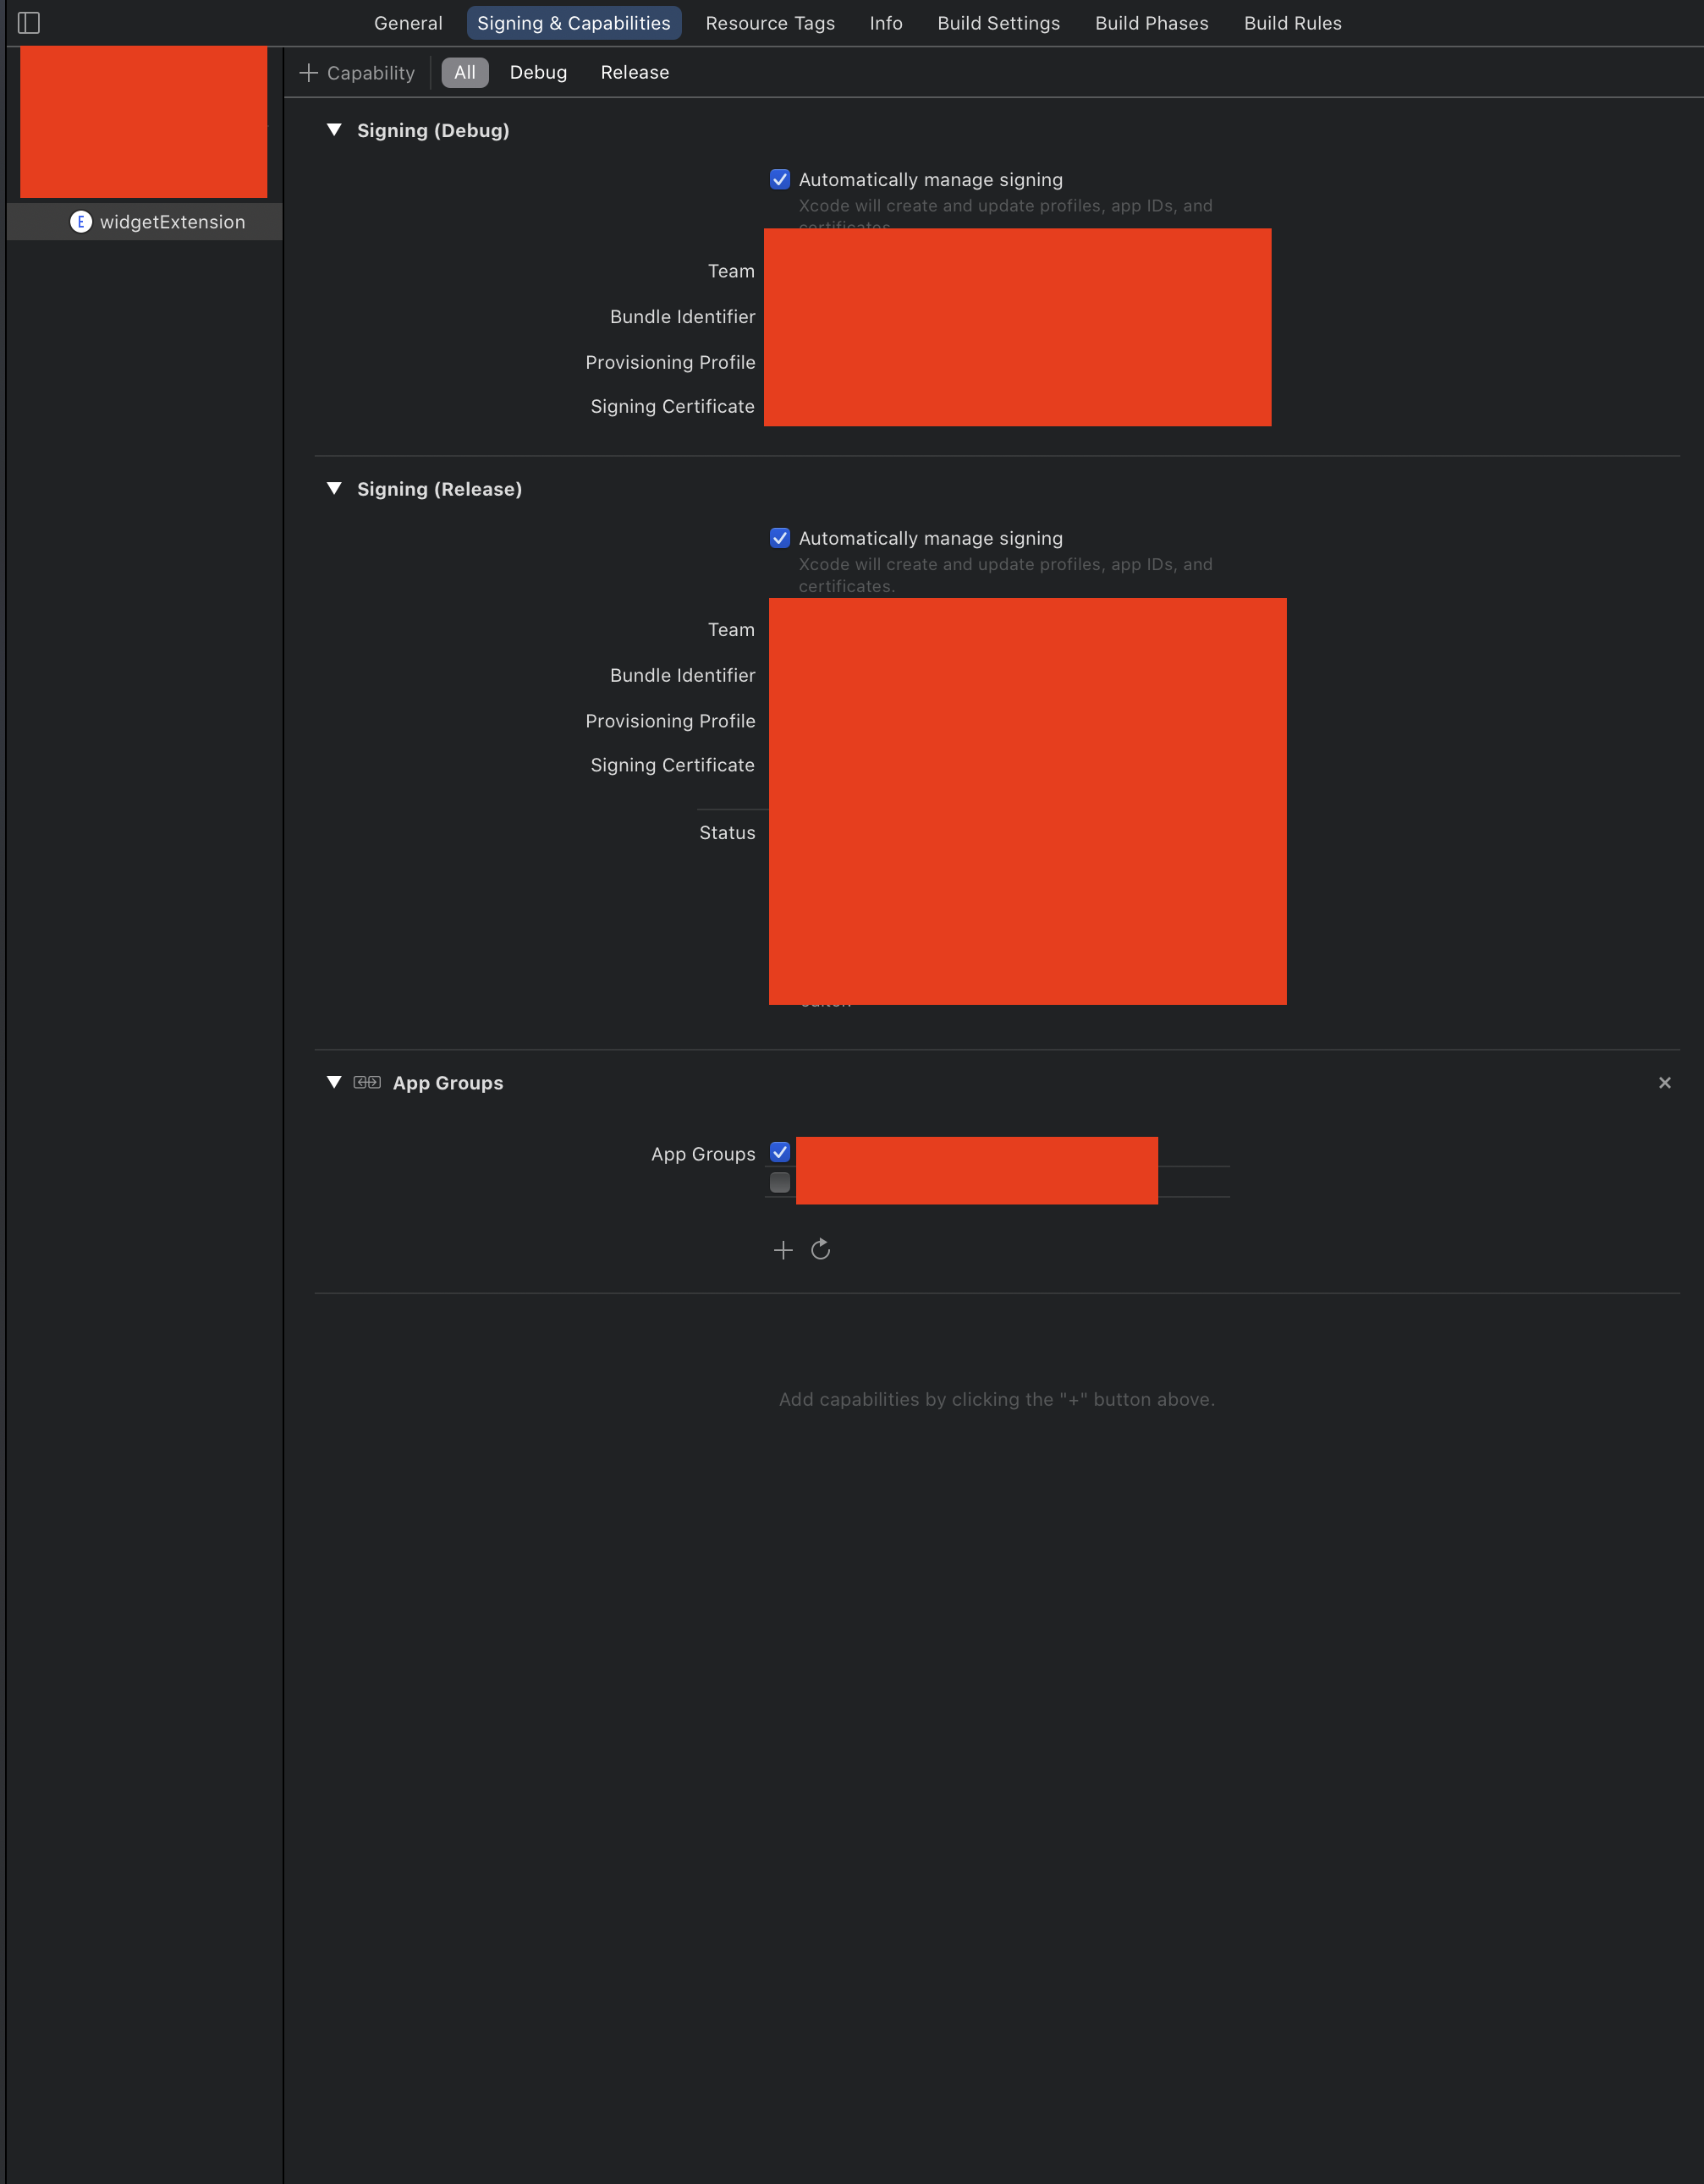 General Signing & Capabilities Resource Tags Info Build Settings Build Phases Build Rules
Capability All Debug Release
E widgetExtension
Signing (Debug)
Automatically manage signing
Xcode will create and update profiles, app IDs, and
certificates.
Team
Bundle Identifier
Provisioning Profile
Signing Certificate
Signing (Release)
Automatically manage signing
Xcode will create and update profiles, app IDs, and
certificates.
Team
Bundle Identifier
Provisioning Profile
Signing Certificate
Status
App Groups
App Groups
Add capabilities by clicking the "+" button above.